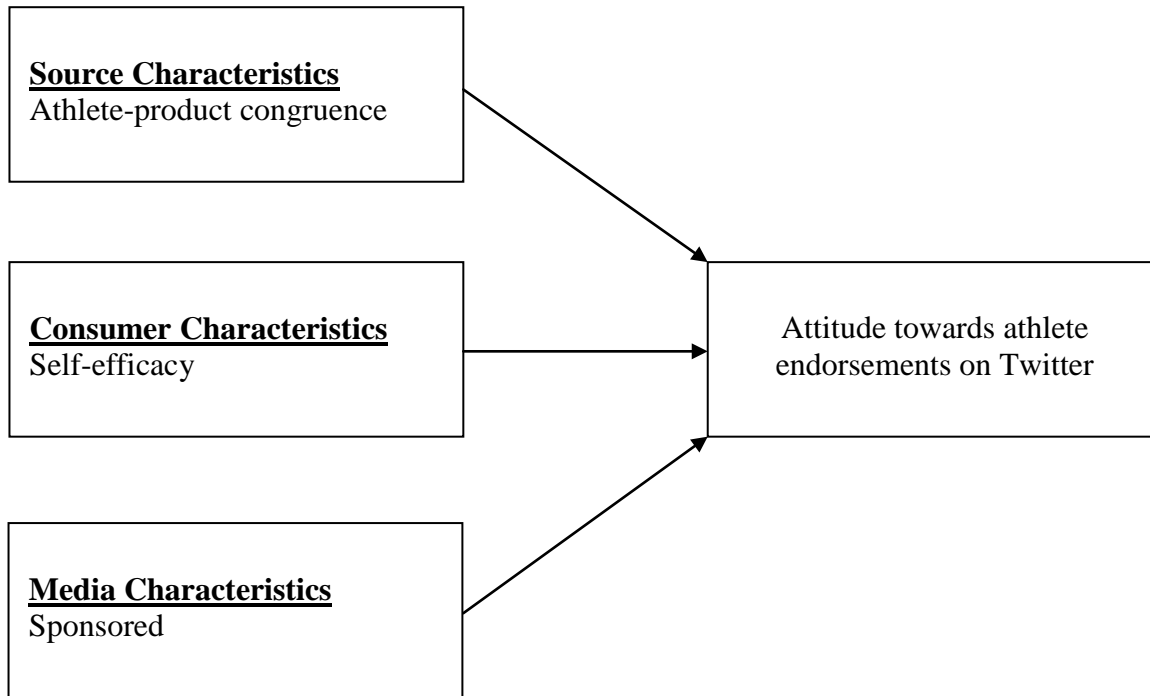 Source Characteristics
Athlete-product congruence
Consumer Characteristics
Self-efficacy
Attitude towards athlete
endorsements on Twitter
Media Characteristics
Sponsored